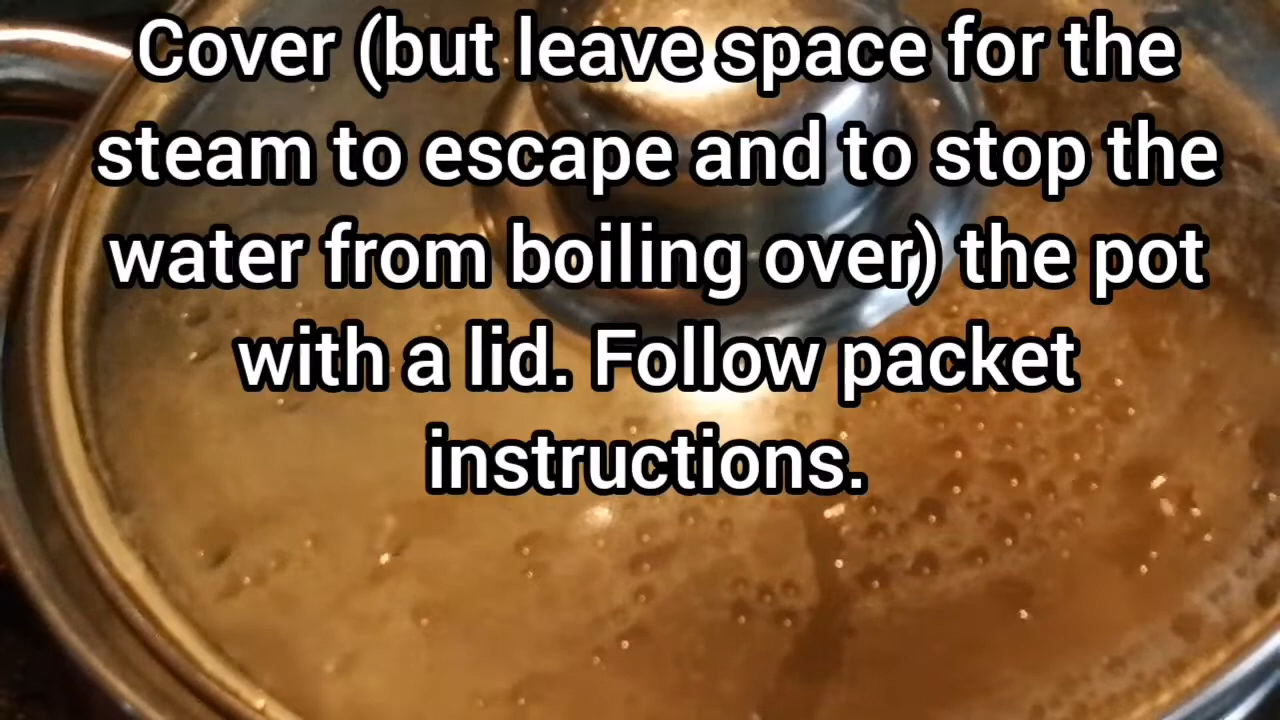 Cover (but leave space for the
steam to escape and to stop the
water from boiling over) the pot
with a lid. Follow packet
instructions.